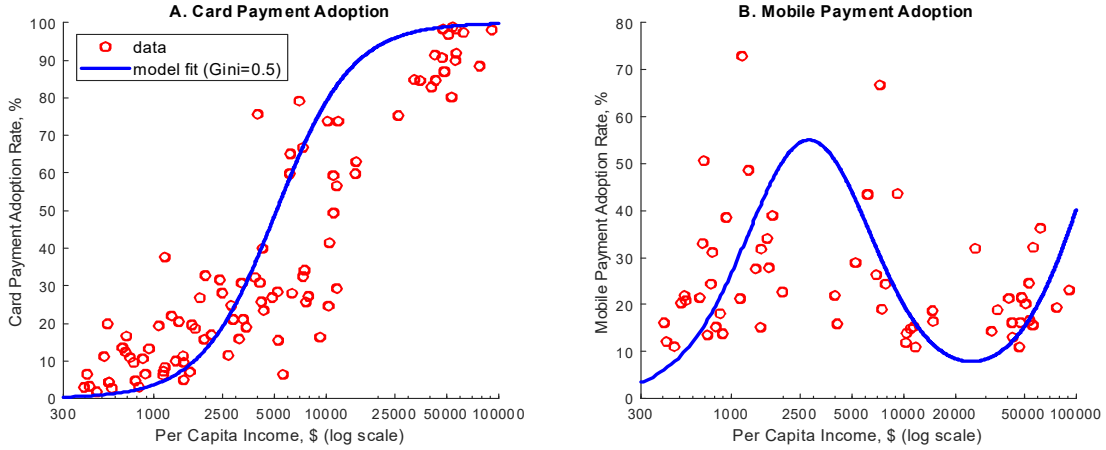 A. Card Payment Adoption
Card Payment Adoption Rate, %
100
90
80
70
60
50
40
30
20
10
0
data
model fit (Gini=0.5)
300 1000 2500 5000 10000 50000 100000
Per Capita Income, $ (log scale)
B. Mobile Payment Adoption
Mobile Payment Adoption Rate, %
80
70
60
50
40
30
20
10
0
300 1000 2500 5000 10000 50000 100000
Per Capita Income, $ (log scale)